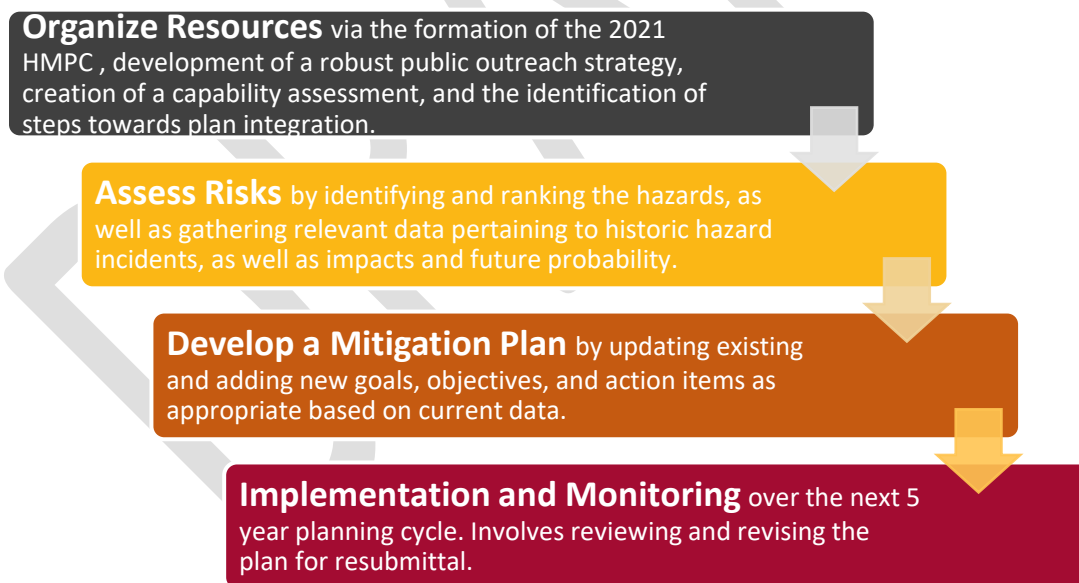 Organize Resources via the formation of the 2021
HMPC , development of a robust public outreach strategy,
creation of a capability assessment, and the identification of
steps towards plan integration.
Assess Risks by identifying and ranking the hazards, as
well as gathering relevant data pertaining to historic hazard
incidents, as well as impacts and future probability.
Develop a Mitigation Plan by updating existing
and adding new goals, objectives, and action items as
appropriate based on current data.
Implementation and Monitoring over the next 5
year planning cycle. Involves reviewing and revising the
plan for resubmittal.